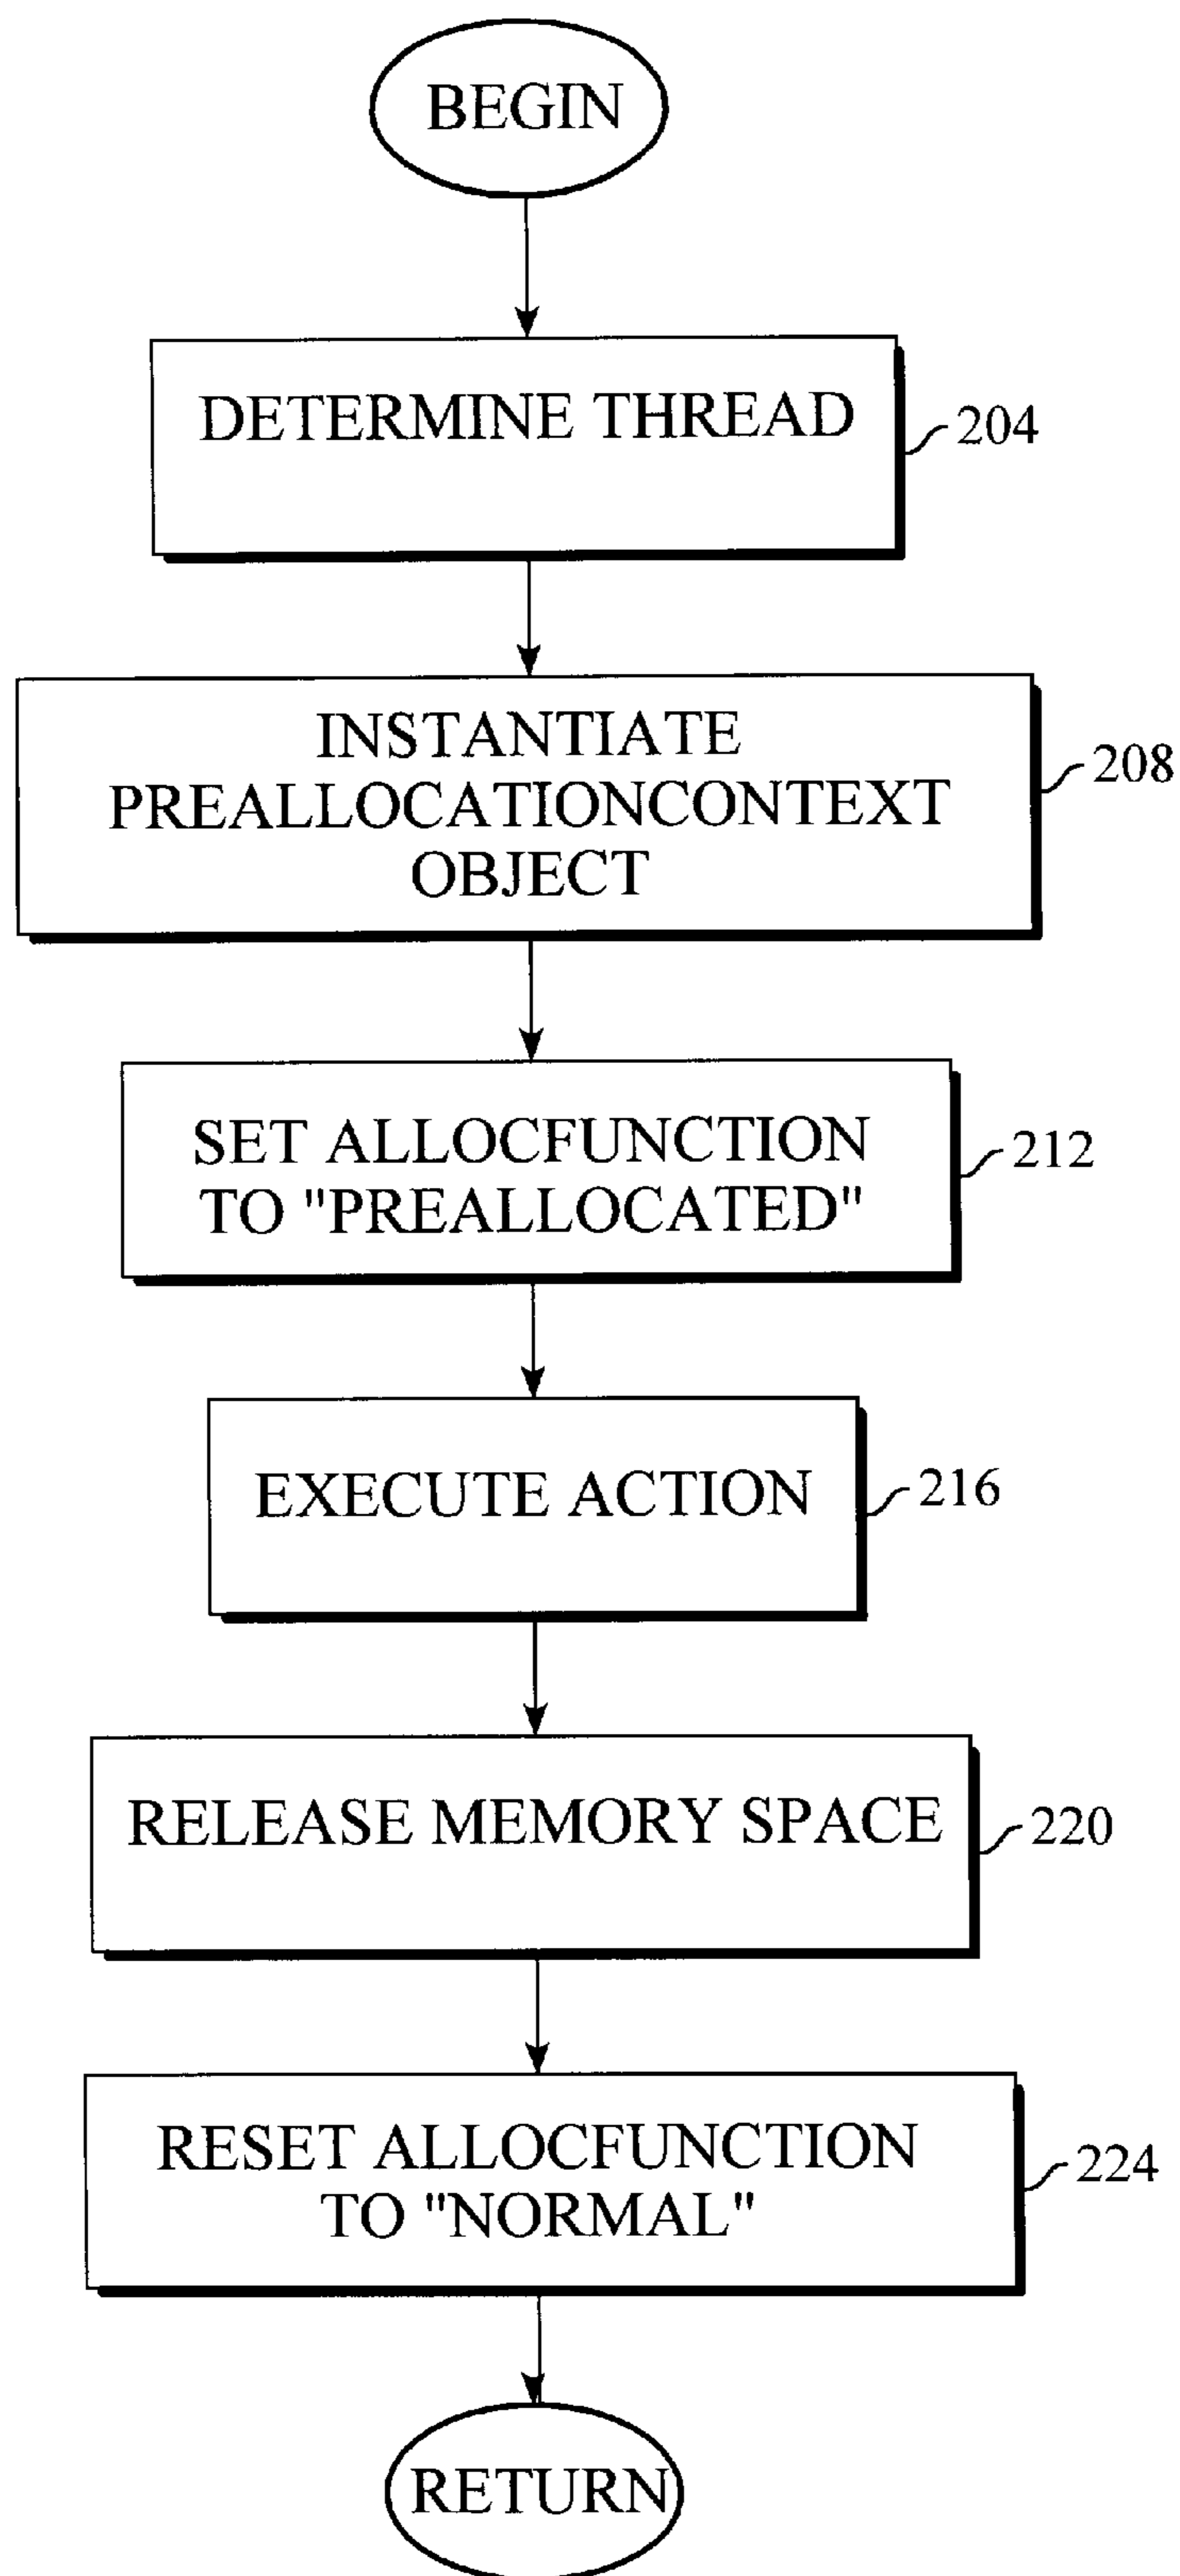 BEGIN
DETERMINE THREAD
204
INSTANTIATE
PREALLOCATIONCONTEXT
OBJECT
208
SET ALLOCFUNCTION
TO "PREALLOCATED"
212
EXECUTE ACTION
216
RELEASE MEMORY SPACE
220
RESET ALLOCFUNCTION
TO "NORMAL"
224
RETURN